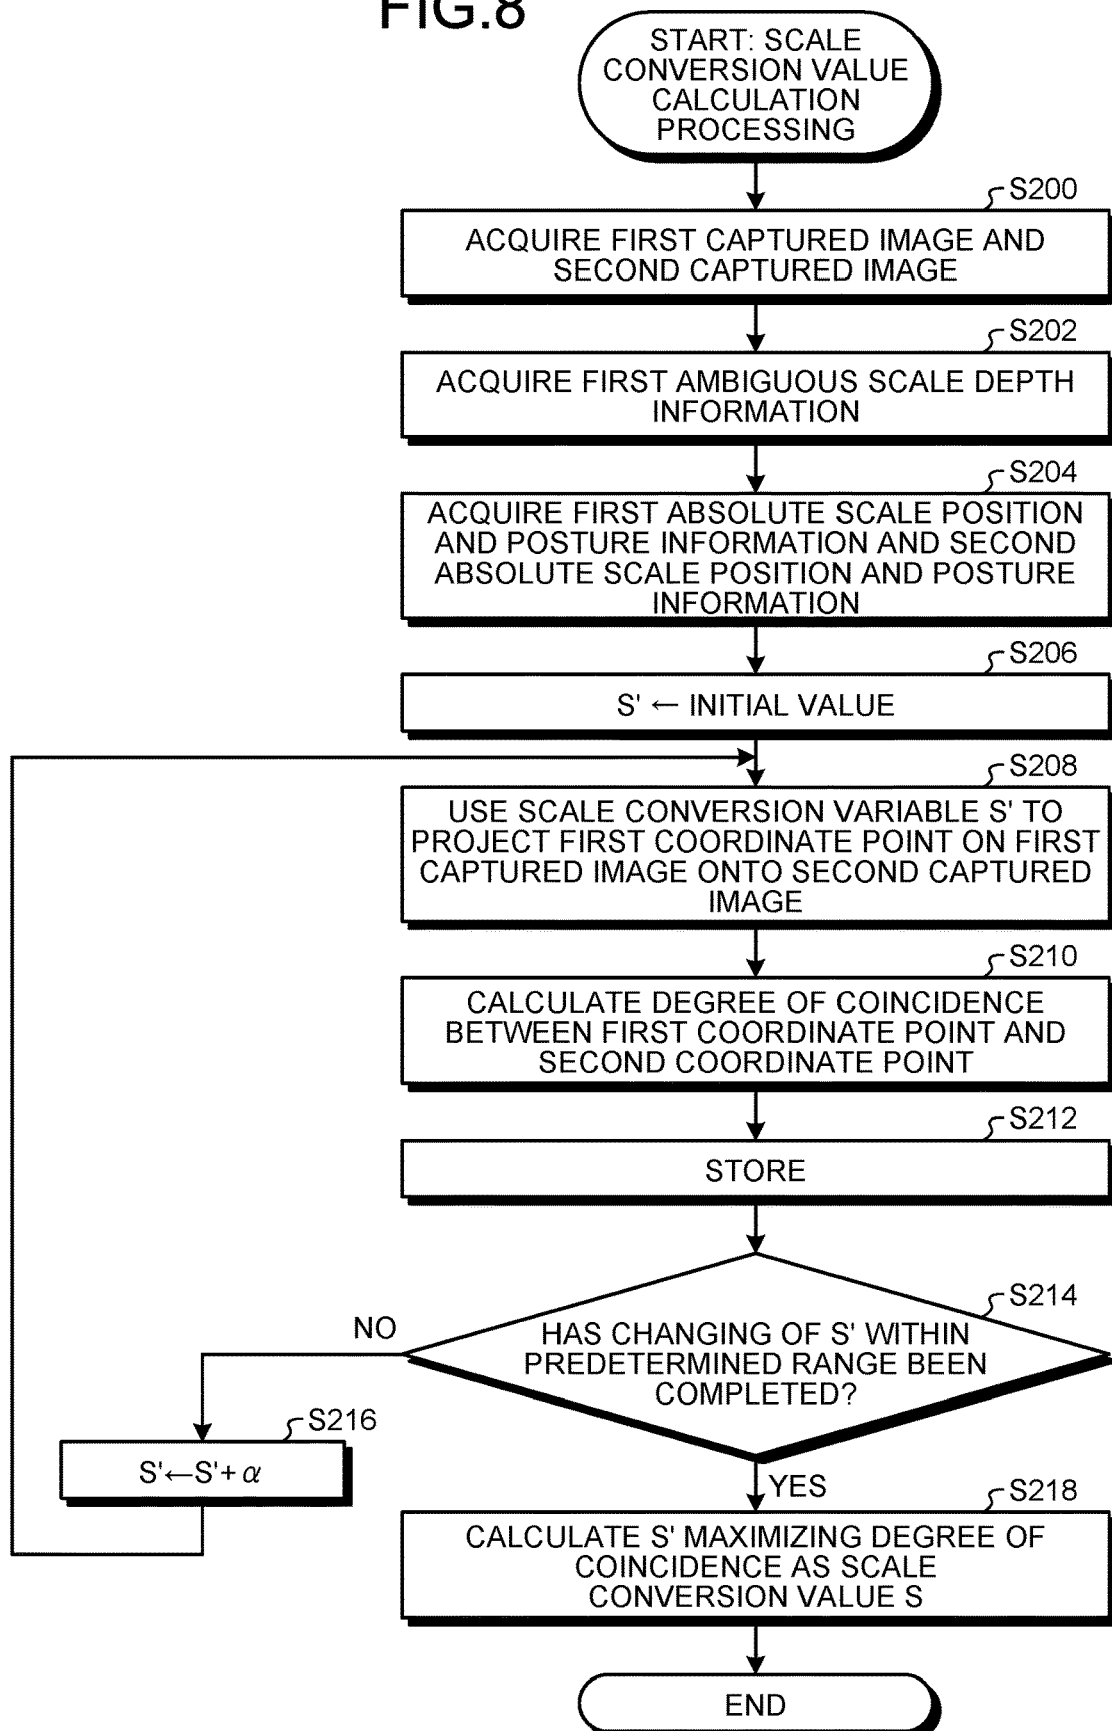 FIG.8
START: SCALE
CONVERSION VALUE
CALCULATION
PROCESSING
S200
ACQUIRE FIRST CAPTURED IMAGE AND
SECOND CAPTURED IMAGE
S202
ACQUIRE FIRST AMBIGUOUS SCALE DEPTH
INFORMATION
S204
ACQUIRE FIRST ABSOLUTE SCALE POSITION
AND POSTURE INFORMATION AND SECOND
ABSOLUTE SCALE POSITION AND POSTURE
INFORMATION
S206
S' ← INITIAL VALUE
S208
USE SCALE CONVERSION VARIABLE S' TO
PROJECT FIRST COORDINATE POINT ON FIRST
CAPTURED IMAGE ONTO SECOND CAPTURED
IMAGE
S210
CALCULATE DEGREE OF COINCIDENCE
BETWEEN FIRST COORDINATE POINT AND
SECOND COORDINATE POINT
S212
STORE
S214
HAS CHANGING OF S' WITHIN
PREDETERMINED RANGE BEEN
COMPLETED?
NO
S216
S'←S'+α
YES
S218
CALCULATE S' MAXIMIZING DEGREE OF
COINCIDENCE AS SCALE
CONVERSION VALUE S
END